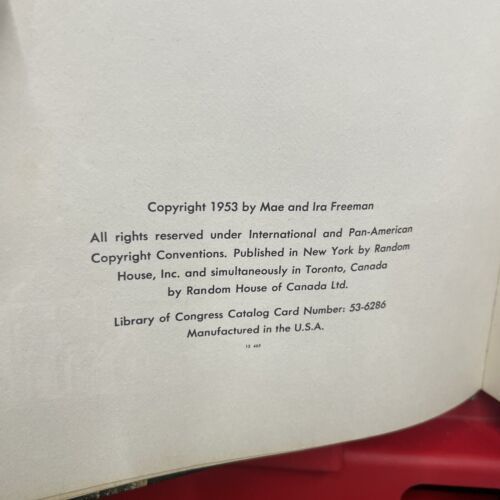 Copyright 1953 by Mae and Ira Freeman
All rights reserved under International and Pan-American
Copyright Conventions. Published in New York by Random
House, Inc. and simultaneously in Toronto, Canada
by Random House of Canada Ltd.
Library of Congress Catalog Card Number: 53-6286
Manufactured in the U.S.A.